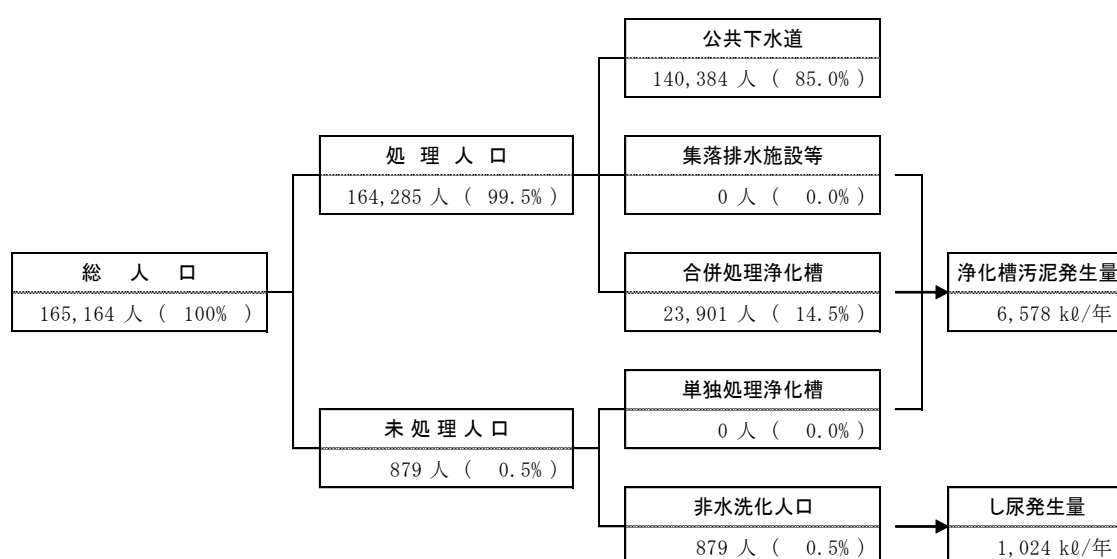 公共下水道
140,384 人 ( 85.0% )
処 理 人 口
164,285 人 ( 99.5% )
集落排水施設等
0 人 ( 0.0% )
総 人 口
165,164 人 ( 100% )
合併処理浄化槽
23,901 人 ( 14.5% )
浄化槽汚泥発生量
6,578 kℓ/年
未 処 理 人 口
879 人 ( 0.5% )
単独処理浄化槽
0 人 ( 0.0% )
非水洗化人口
879 人 ( 0.5% )
し尿発生量
1,024 kℓ/年